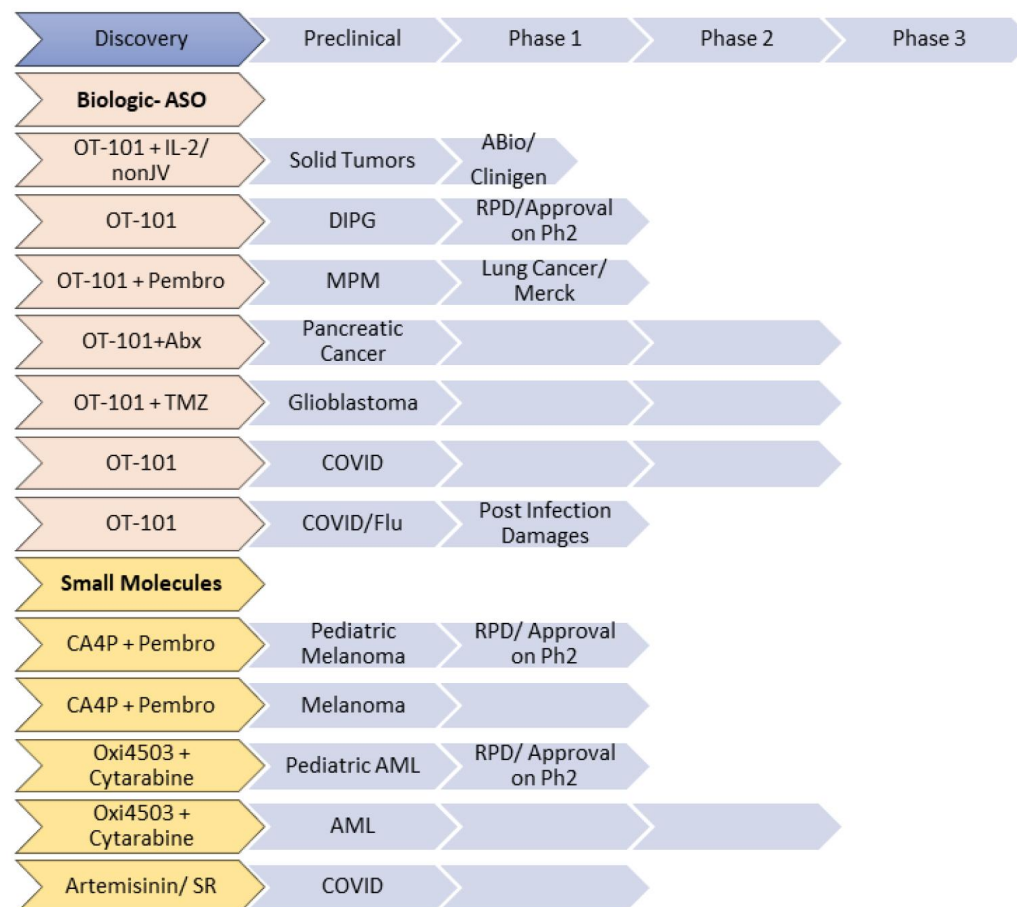 Discovery Preclinical Phase 1 Phase 2 Phase 3
Biologic- ASO
OT-101 + IL-2/
nonJV
Solid Tumors
ABio/
Clinigen
OT-101
DIPG
RPD/Approval
on Ph2
OT-101 + Pembro
MPM
Lung Cancer/
Merck
OT-101+Abx
Pancreatic
Cancer
OT-101 + TMZ
Glioblastoma
OT-101
COVID
OT-101
COVID/Flu
Post Infection
Damages
Small Molecules
CA4P + Pembro
Pediatric
Melanoma
RPD/ Approval
on Ph2
CA4P + Pembro
Melanoma
Oxi4503 +
Cytarabine
Pediatric AML
RPD/ Approval
on Ph2
Oxi4503 +
Cytarabine
AML
Artemisinin/ SR
COVID